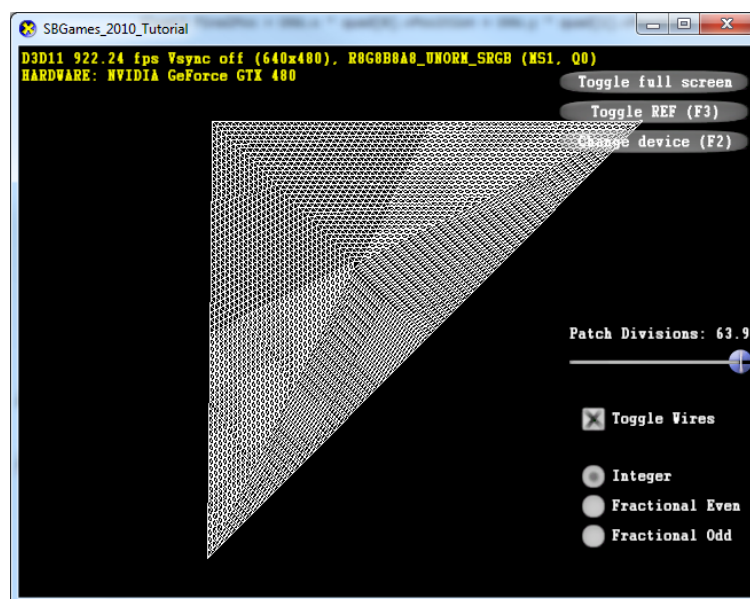 SBGames_2010_Tutorial
D3D11 922.24 fps Vsync off (640x480), R8G8B8A8_UNORM_SRGB (MS1, Q0)
HARDWARE: NVIDIA GeForce GTX 480
Toggle full screen
Toggle REF (F3)
Change device (F2)
Patch Divisions: 63.9
Toggle Wires
Integer
Fractional Even
Fractional Odd